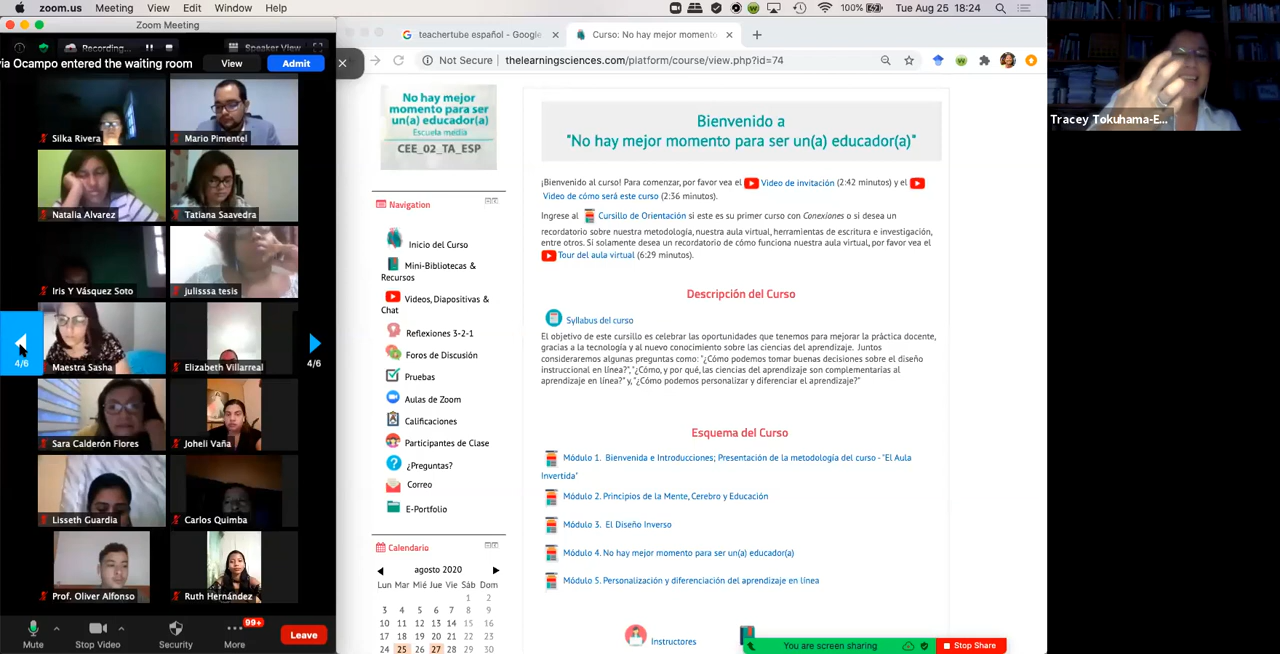 zoom.us Meeting View Edit Window Help
100% Tue Aug 25 18:24
Zoom Meeting
Recording... Speaker View
via Ocampo entered the waiting room View Admit
Silka Rivera
Mario Pimentel
Natalia Alvarez
Tatiana Saavedra
Iris Y Vásquez Soto
julisssa tesis
Maestra Sasha
Elizabeth Villarreal
4/6
4/6
Sara Calderón Flores
Joheli Vaña
Lisseth Guardia
Carlos Quimba
Prof. Oliver Alfonso
Ruth Hernández
Mute Stop Video Security More 99+ Leave
teachertube español - Google
Curso: No hay mejor momento
Not Secure | thelearningsciences.com/platform/course/view.php?id=74
No hay mejor
momento para ser
un(a) educador(a)
Escuela media
CEE_02_TA_ESP
Navigation
Inicio del Curso
Mini-Bibliotecas &
Recursos
Videos, Diapositivas &
Chat
Reflexiones 3-2-1
Foros de Discusión
Pruebas
Aulas de Zoom
Calificaciones
Participantes de Clase
¿Preguntas?
Correo
E-Portfolio
Calendario
agosto 2020
Lun Mar Mié Jue Vie Sáb Dom
1 2
3 4 5 6 7 8 9
10 11 12 13 14 15 16
17 18 19 20 21 22 23
24 25 26 27 28 29 30
Bienvenido a
"No hay mejor momento para ser un(a) educador(a)"
¡Bienvenido al curso! Para comenzar, por favor vea el Video de invitación (2:42 minutos) y el
Video de cómo será este curso (2:36 minutos).
Ingrese al Cursillo de Orientación si este es su primer curso con Conexiones o si desea un
recordatorio sobre nuestra metodología, nuestra aula virtual, herramientas de escritura e investigación,
entre otros. Si solamente desea un recordatorio de cómo funciona nuestra aula virtual, por favor vea el
Tour del aula virtual (6:29 minutos).
Descripción del Curso
Syllabus del curso
El objetivo de este cursillo es celebrar las oportunidades que tenemos para mejorar la práctica docente,
gracias a la tecnología y al nuevo conocimiento sobre las ciencias del aprendizaje. Juntos
consideraremos algunas preguntas como: "¿Cómo podemos tomar buenas decisiones sobre el diseño
instruccional en línea?", "¿Cómo, y por qué, las ciencias del aprendizaje son complementarias al
aprendizaje en línea?" y, "¿Cómo podemos personalizar y diferenciar el aprendizaje?"
Esquema del Curso
Módulo 1. Bienvenida e Introducciones; Presentación de la metodología del curso - "El Aula
Invertida"
Módulo 2. Principios de la Mente, Cerebro y Educación
Módulo 3. El Diseño Inverso
Módulo 4. No hay mejor momento para ser un(a) educador(a)
Módulo 5. Personalización y diferenciación del aprendizaje en línea
Instructores
You are screen sharing Stop Share
Tracey Tokuhama-E...